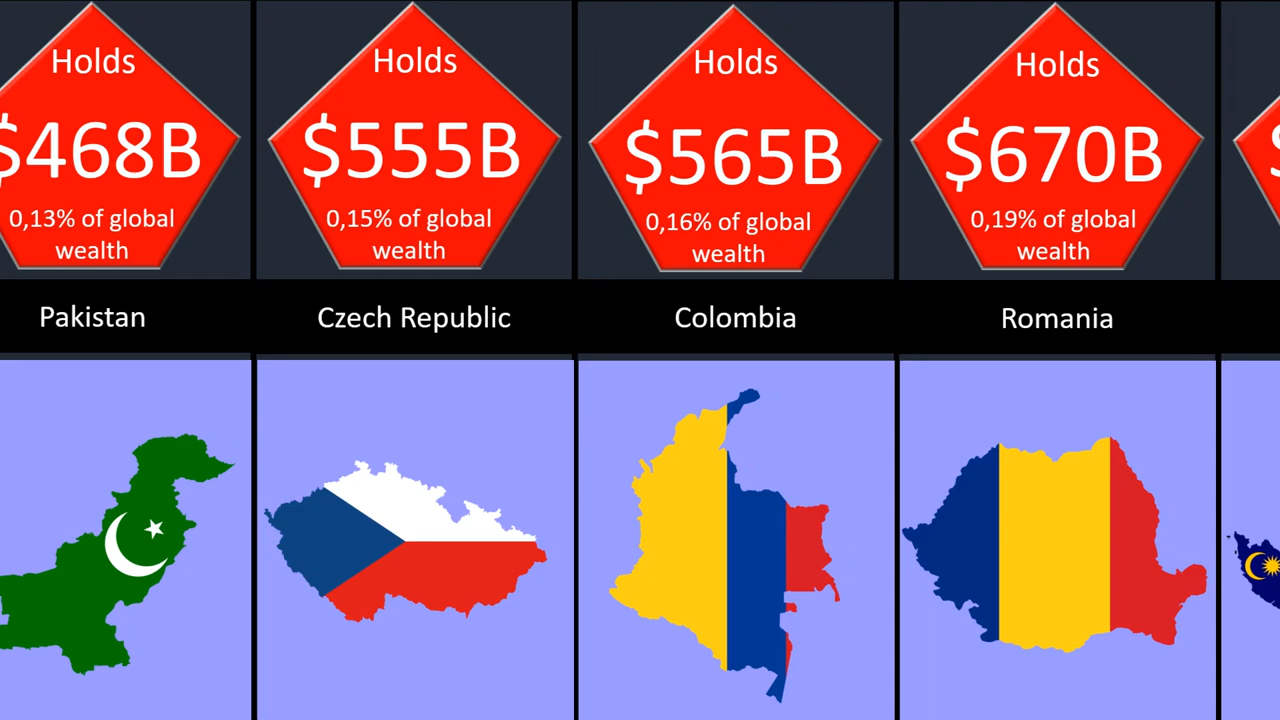 Holds
$468B
0,13% of global
wealth
Pakistan
Holds
$555B
0,15% of global
wealth
Czech Republic
Holds
$565B
0,16% of global
wealth
Colombia
Holds
$670B
0,19% of global
wealth
Romania
$